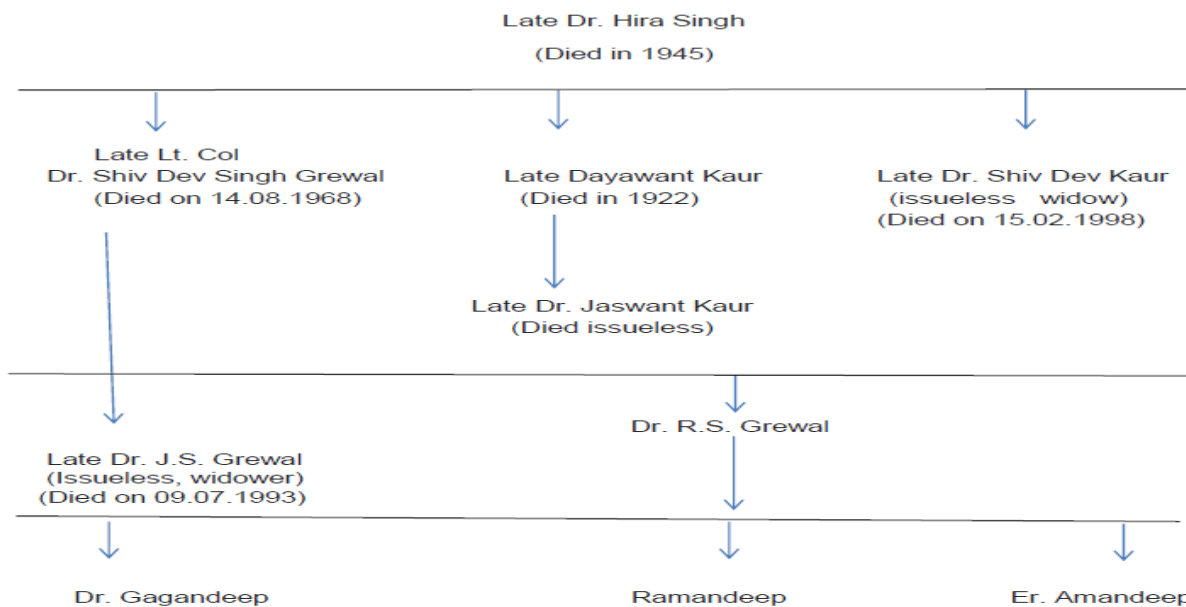 Late Dr. Hira Singh
(Died in 1945)
Late Lt. Col
Dr. Shiv Dev Singh Grewal
(Died on 14.08.1968)
Late Dayawant Kaur
(Died in 1922)
Late Dr. Shiv Dev Kaur
(issueless widow)
(Died on 15.02.1998)
Late Dr. Jaswant Kaur
(Died issueless)
Dr. R.S. Grewal
Late Dr. J.S. Grewal
(Issueless, widower)
(Died on 09.07.1993)
Dr. Gagandeep
Ramandeep
Er. Amandeep